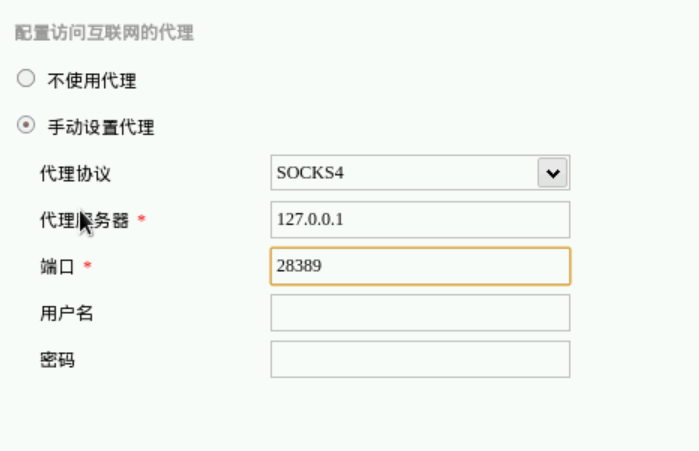 配置访问互联网的代理
不使用代理
手动设置代理
代理协议 SOCKS4
代理服务器 * 127.0.0.1
端口 * 28389
用户名
密码